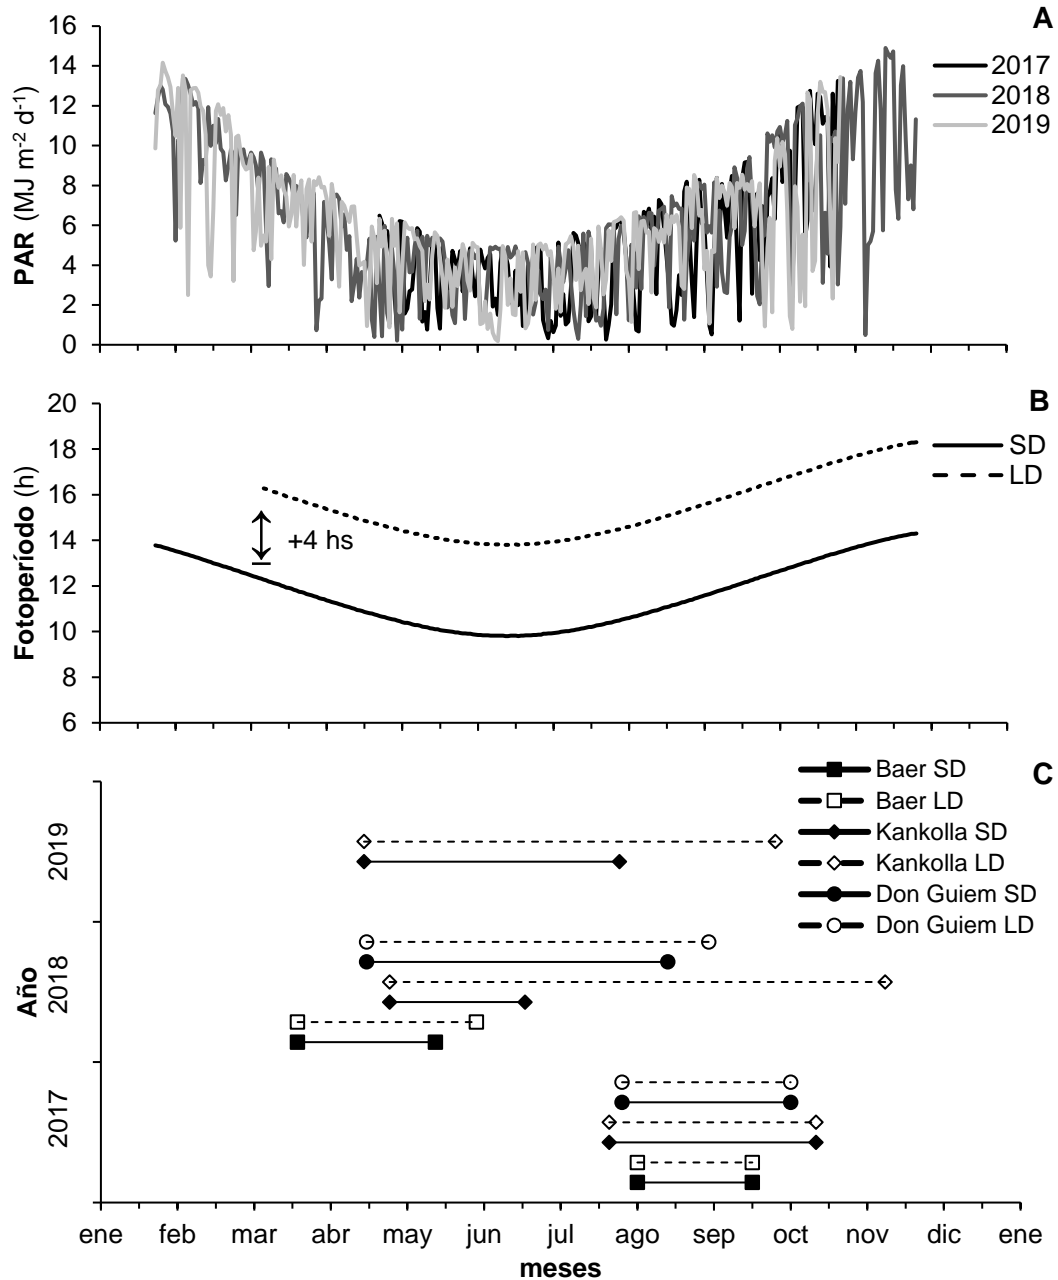 A
PAR (MJ m⁻² d⁻¹)
16
14
12
10
8
6
4
2
0
2017
2018
2019
B
Fotoperíodo (h)
20
18
16
14
12
10
8
6
SD
LD
+4 hs
C
Baer SD
Baer LD
Kankolla SD
Kankolla LD
Don Guiem SD
Don Guiem LD
Año
2019
2018
2017
ene feb mar abr may jun jul ago sep oct nov dic ene
meses